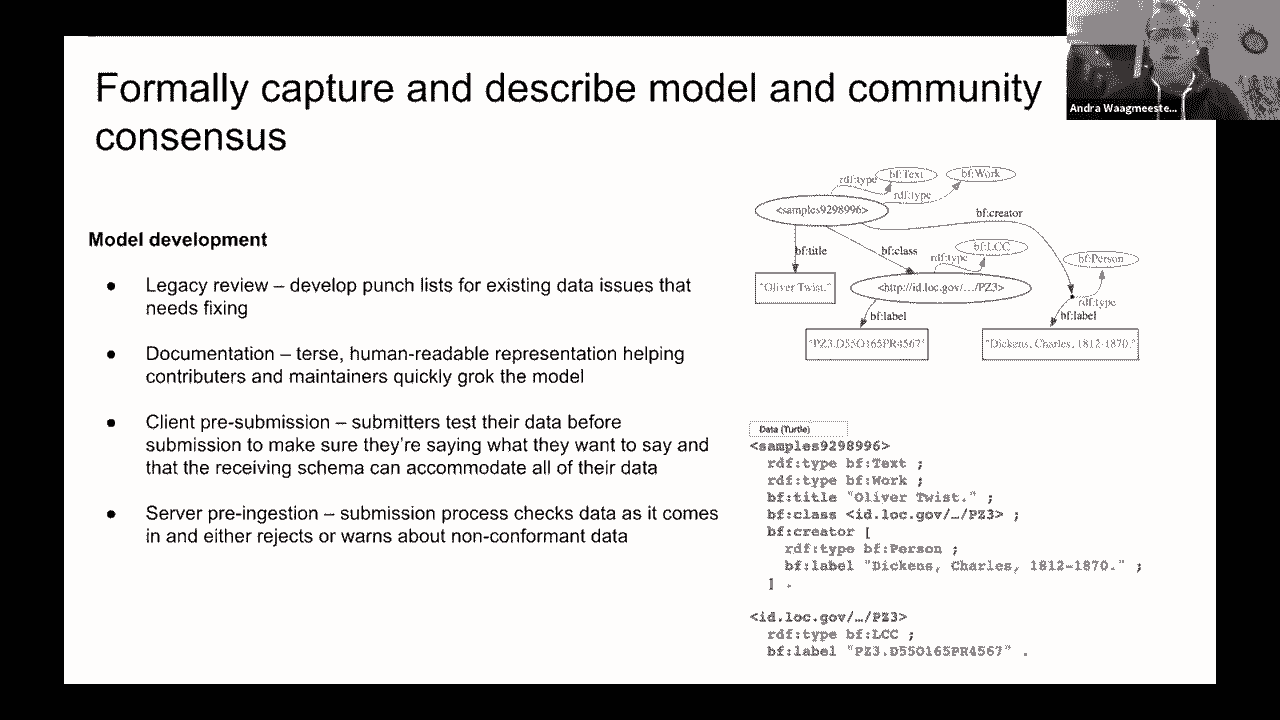 Formally capture and describe model and community
consensus
Andra Waagmeeste...
Model development
● Legacy review – develop punch lists for existing data issues that
needs fixing
● Documentation – terse, human-readable representation helping
contributers and maintainers quickly grok the model
● Client pre-submission – submitters test their data before
submission to make sure they're saying what they want to say and
that the receiving schema can accommodate all of their data
● Server pre-ingestion – submission process checks data as it comes
in and either rejects or warns about non-conformant data
rdf:type
bf:Text
bf:Work
rdf:type
<samples9298996>
bf:creator
bf:title
bf:class
rdf:type
bf:LCC
bf:Person
"Oliver Twist."
<http://id.loc.gov/…/PZ3>
rdf:type
bf:label
bf:label
"PZ3.D55O165PR4567"
"Dickens, Charles, 1812-1870."
Data (Turtle)
<samples9298996>
rdf:type bf:Text ;
rdf:type bf:Work ;
bf:title "Oliver Twist." ;
bf:class <id.loc.gov/…/PZ3> ;
bf:creator [
rdf:type bf:Person ;
bf:label "Dickens, Charles, 1812-1870." ;
] .
<id.loc.gov/…/PZ3>
rdf:type bf:LCC ;
bf:label "PZ3.D55O165PR4567" .